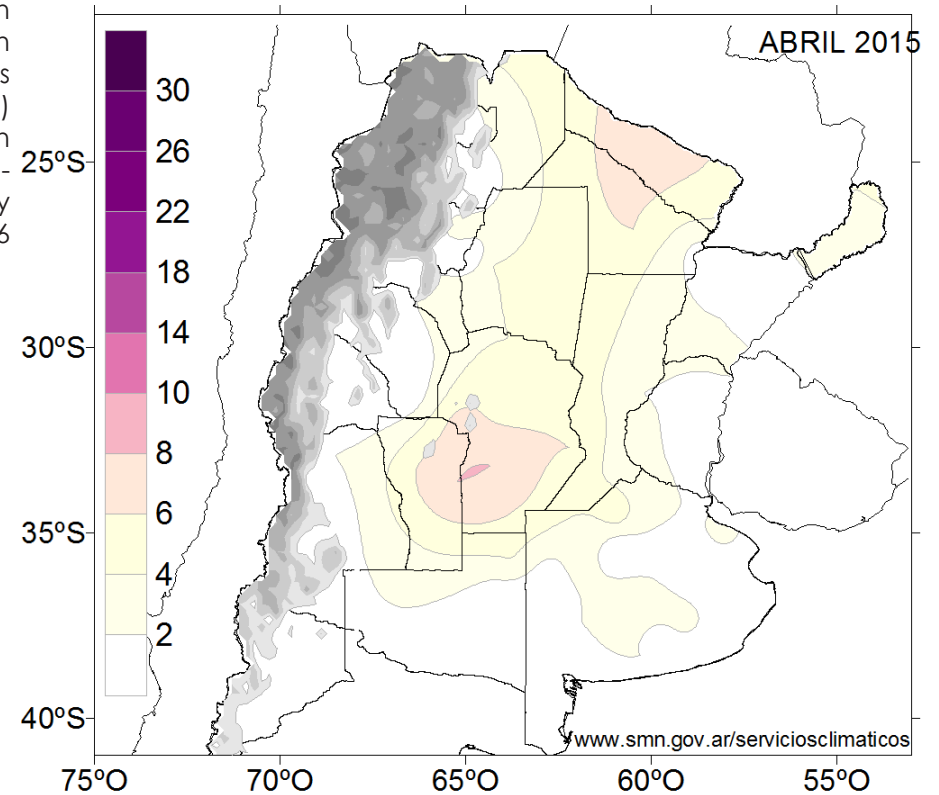 n
n
s
)
n
-
y
6
ABRIL 2015
30
26
22
18
14
10
8
6
4
2
25ºS
30ºS
35ºS
40ºS
75ºO 70ºO 65ºO 60ºO 55ºO
www.smn.gov.ar/serviciosclimaticos